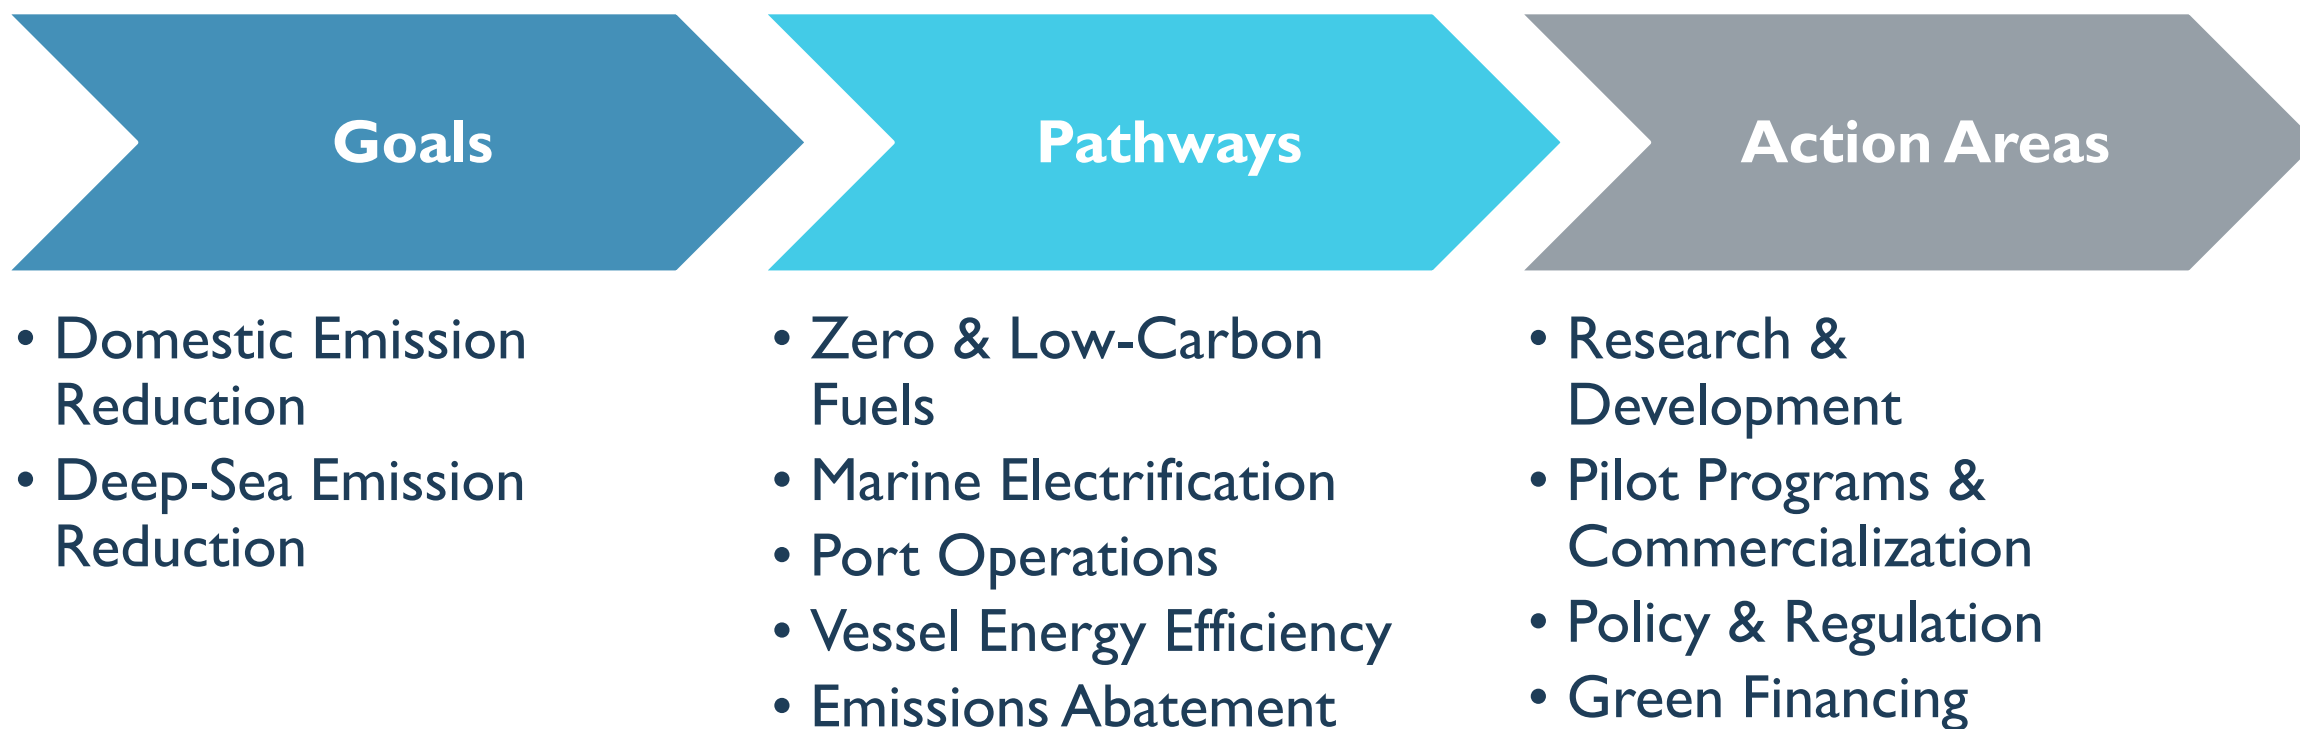 Goals
• Domestic Emission
Reduction
• Deep-Sea Emission
Reduction
Pathways
• Zero & Low-Carbon
Fuels
• Marine Electrification
• Port Operations
• Vessel Energy Efficiency
• Emissions Abatement
Action Areas
• Research &
Development
• Pilot Programs &
Commercialization
• Policy & Regulation
• Green Financing